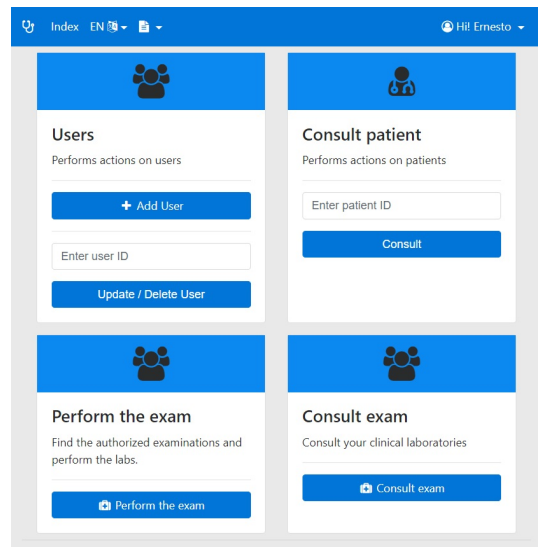 Index EN Hi! Ernesto
Users
Performs actions on users
Add User
Enter user ID
Update / Delete User
Consult patient
Performs actions on patients
Enter patient ID
Consult
Perform the exam
Find the authorized examinations and
perform the labs.
Perform the exam
Consult exam
Consult your clinical laboratories
Consult exam